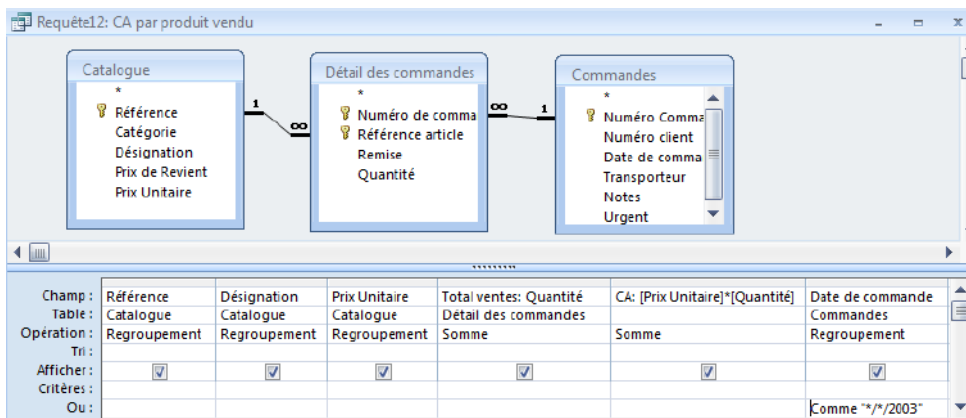 Requête12: CA par produit vendu
Catalogue
*
Référence
Catégorie
Désignation
Prix de Revient
Prix Unitaire
1
∞
Détail des commandes
*
Numéro de comma
Référence article
Remise
Quantité
∞
1
Commandes
*
Numéro Comma
Numéro client
Date de comma
Transporteur
Notes
Urgent
Champ : Référence Désignation Prix Unitaire Total ventes: Quantité CA: [Prix Unitaire]*[Quantité] Date de commande
Table : Catalogue Catalogue Catalogue Détail des commandes Commandes
Opération : Regroupement Regroupement Regroupement Somme Somme Regroupement
Tri :
Afficher :
Critères :
Ou : Comme "*/*/2003"